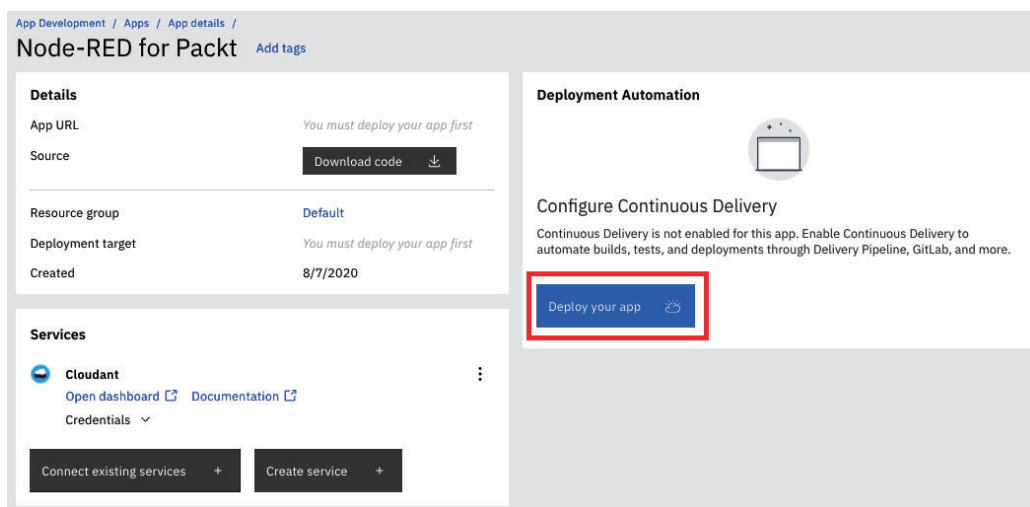 App Development / Apps / App details /
Node-RED for Packt Add tags
Details
App URL You must deploy your app first
Source Download code
Resource group Default
Deployment target You must deploy your app first
Created 8/7/2020
Services
Cloudant
Open dashboard Documentation
Credentials
Connect existing services +
Create service +
Deployment Automation
Configure Continuous Delivery
Continuous Delivery is not enabled for this app. Enable Continuous Delivery to
automate builds, tests, and deployments through Delivery Pipeline, GitLab, and more.
Deploy your app